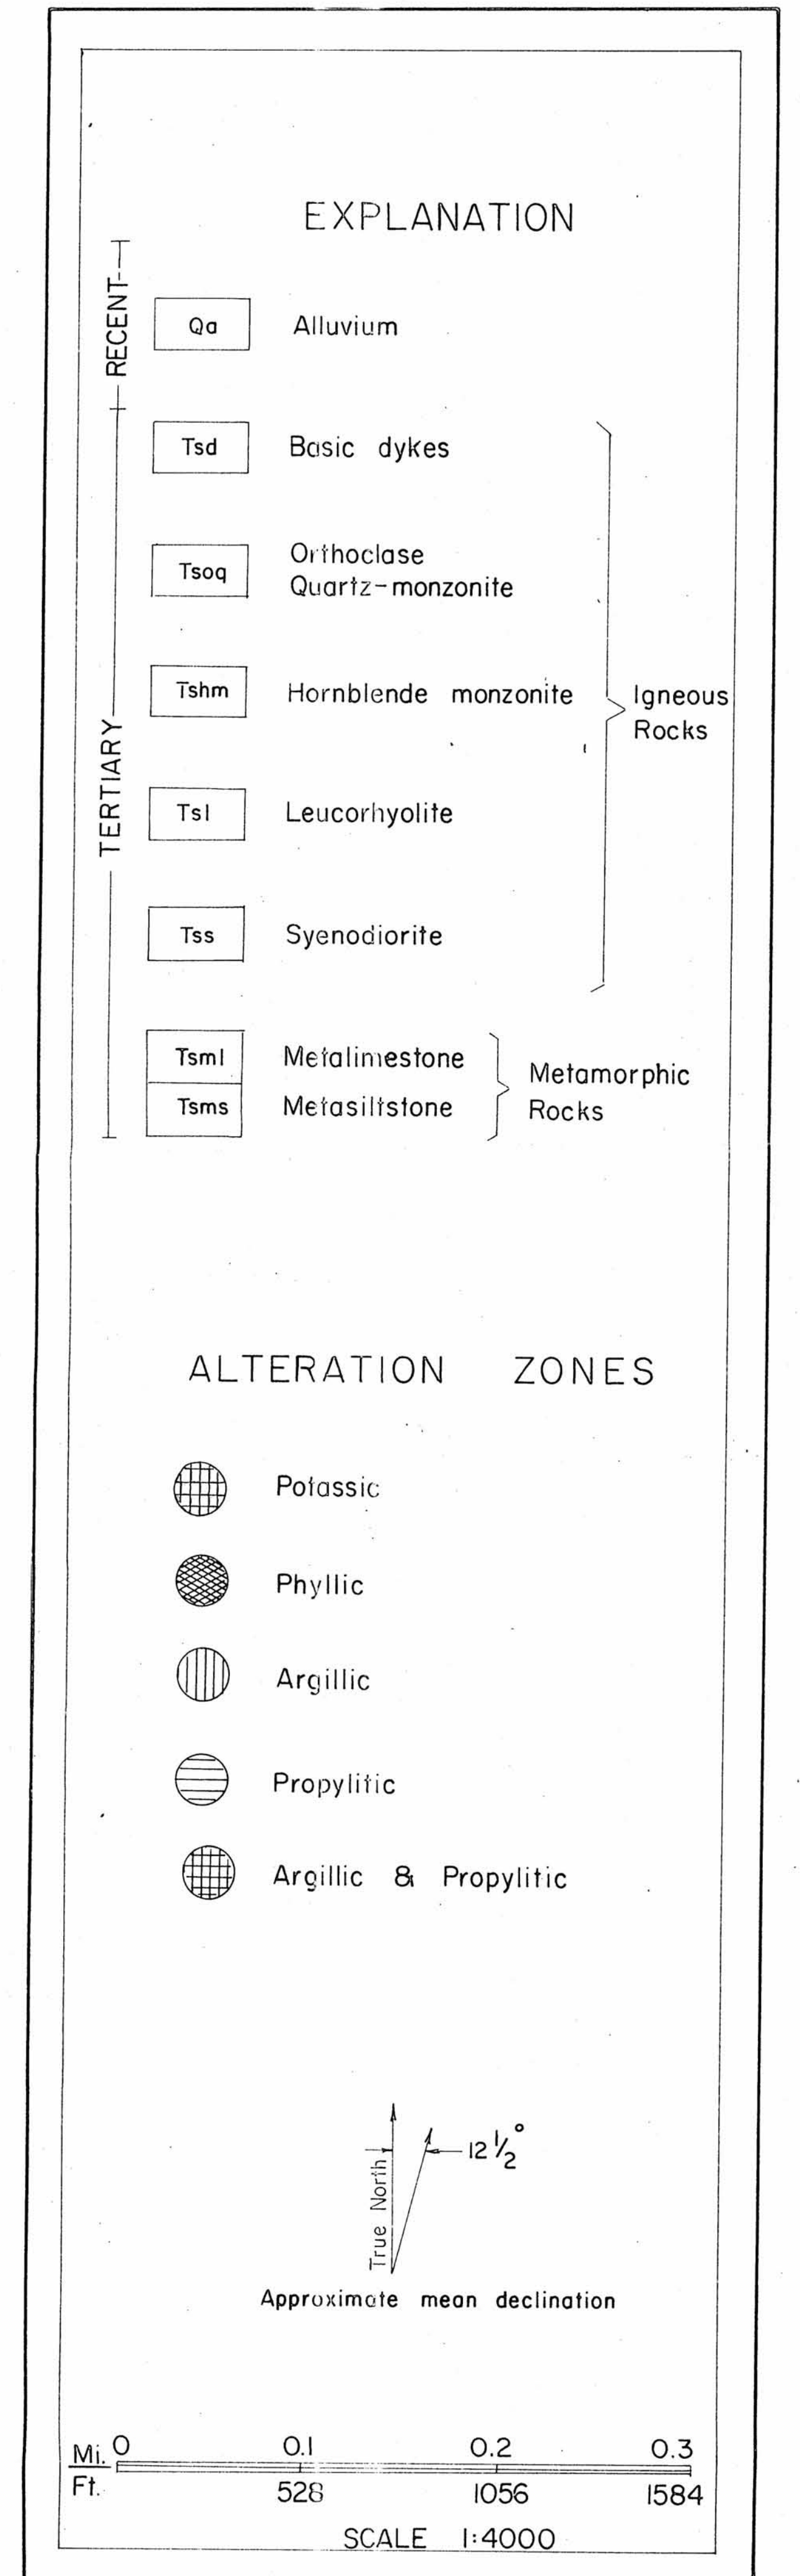 EXPLANATION
RECENT
Qa Alluvium
TERTIARY
Tsd Basic dykes
Tsoq Orthoclase
Quartz-monzonite
Tshm Hornblende monzonite
Igneous
Rocks
Tsl Leucorhyolite
Tss Syenodiorite
Tsml Metalimestone
Tsms Metasiltstone
Metamorphic
Rocks
ALTERATION ZONES
Potassic
Phyllic
Argillic
Propylitic
Argillic & Propylitic
True North
12 1/2°
Approximate mean declination
Mi. 0 0.1 0.2 0.3
Ft. 528 1056 1584
SCALE 1:4000